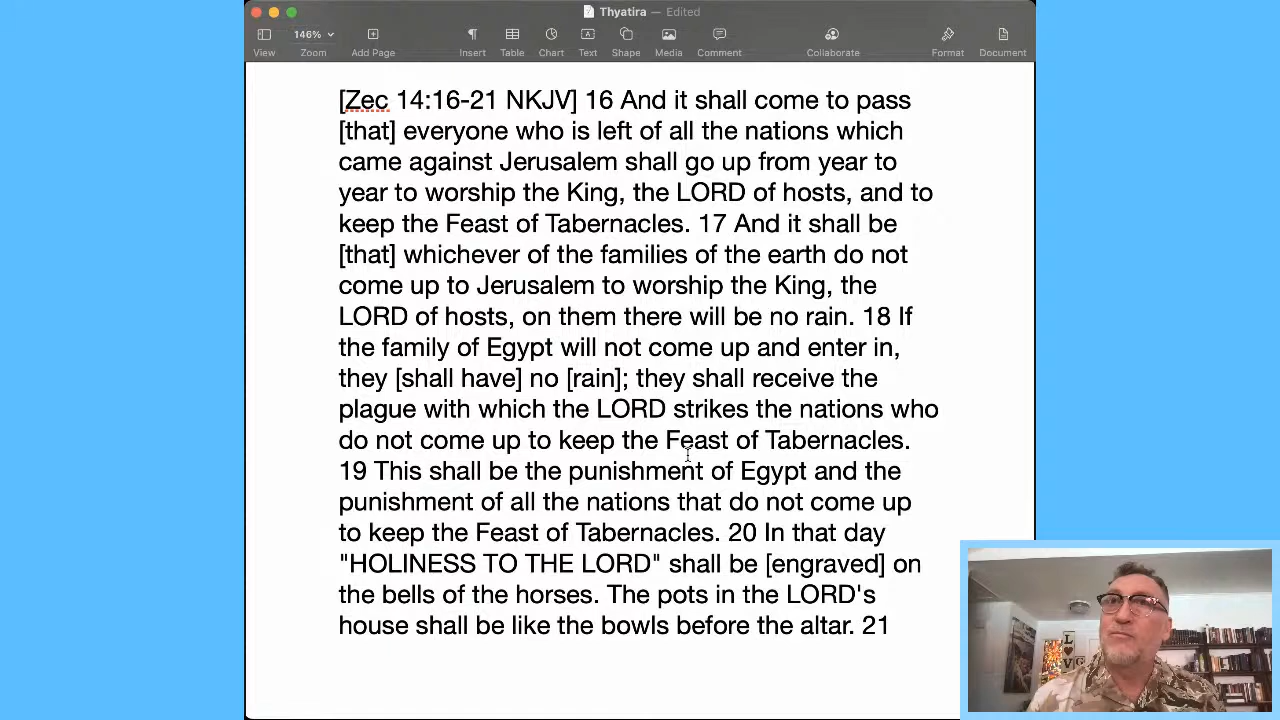 Thyatira — Edited
View
146%
Zoom
Add Page
Insert
Table
Chart
Text
Shape
Media
Comment
Collaborate
Format
Document
[Zec 14:16-21 NKJV] 16 And it shall come to pass
[that] everyone who is left of all the nations which
came against Jerusalem shall go up from year to
year to worship the King, the LORD of hosts, and to
keep the Feast of Tabernacles. 17 And it shall be
[that] whichever of the families of the earth do not
come up to Jerusalem to worship the King, the
LORD of hosts, on them there will be no rain. 18 If
the family of Egypt will not come up and enter in,
they [shall have] no [rain]; they shall receive the
plague with which the LORD strikes the nations who
do not come up to keep the Feast of Tabernacles.
19 This shall be the punishment of Egypt and the
punishment of all the nations that do not come up
to keep the Feast of Tabernacles. 20 In that day
"HOLINESS TO THE LORD" shall be [engraved] on
the bells of the horses. The pots in the LORD's
house shall be like the bowls before the altar. 21